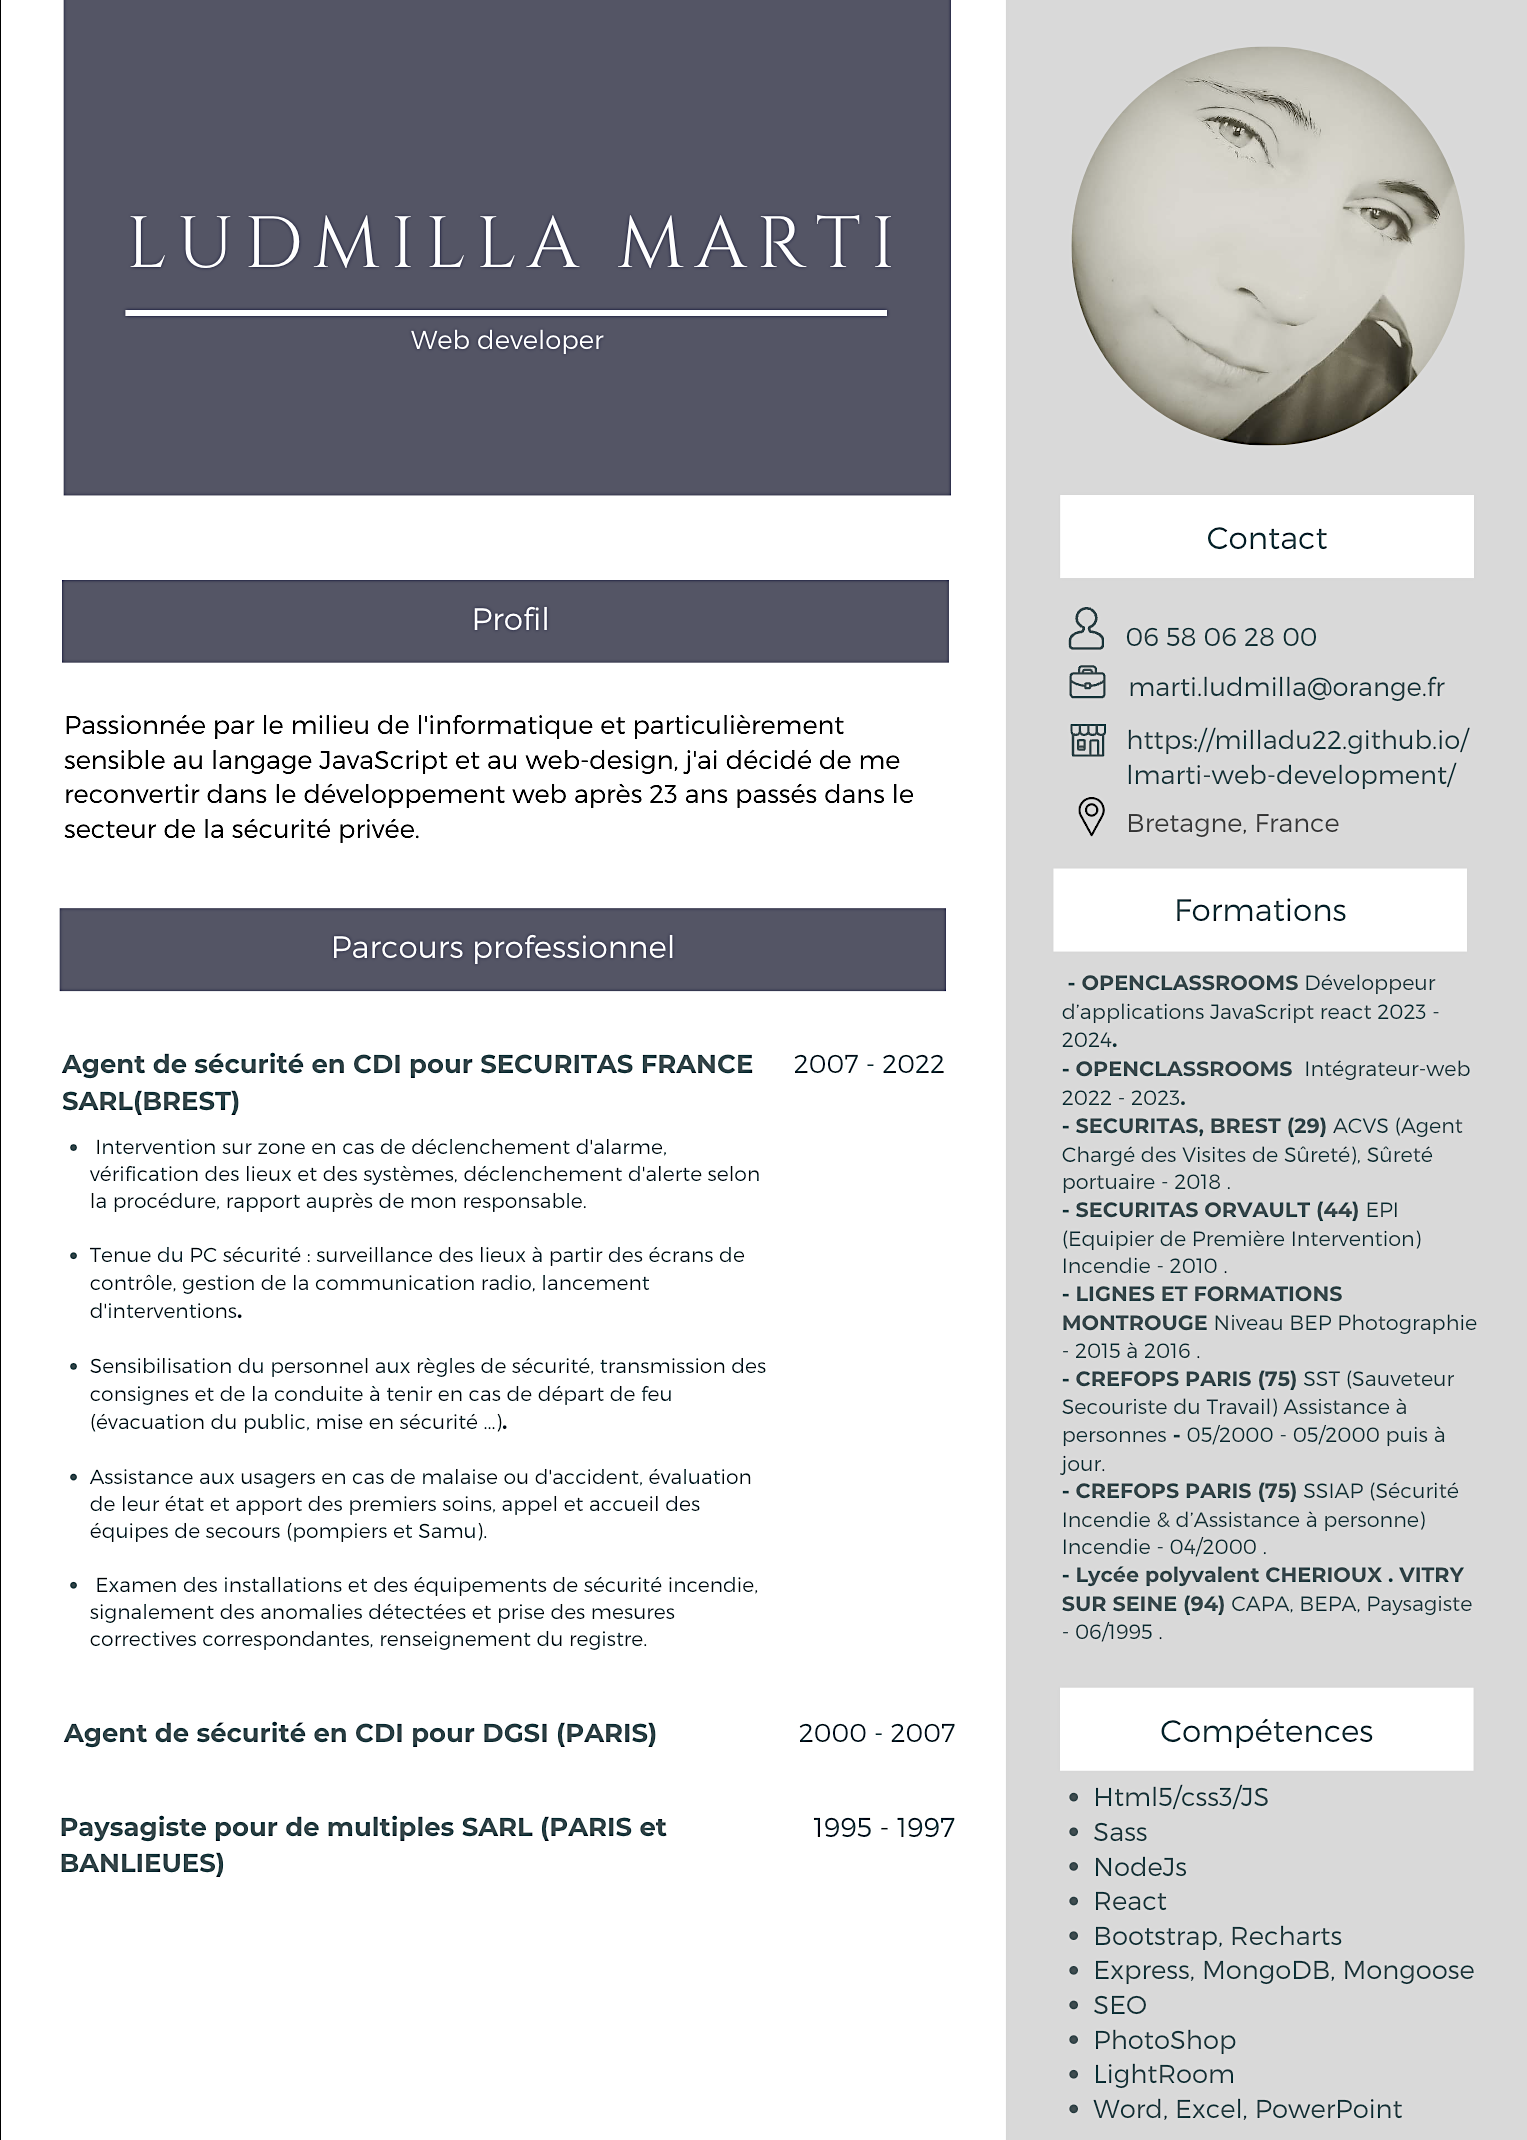 LUDMILLA MARTI
Web developer
Profil
Passionnée par le milieu de l'informatique et particulièrement
sensible au langage JavaScript et au web-design, j'ai décidé de me
reconvertir dans le développement web après 23 ans passés dans le
secteur de la sécurité privée.
Parcours professionnel
Agent de sécurité en CDI pour SECURITAS FRANCE 2007 - 2022
SARL(BREST)
• Intervention sur zone en cas de déclenchement d'alarme,
vérification des lieux et des systèmes, déclenchement d'alerte selon
la procédure, rapport auprès de mon responsable.
• Tenue du PC sécurité : surveillance des lieux à partir des écrans de
contrôle, gestion de la communication radio, lancement
d'interventions.
• Sensibilisation du personnel aux règles de sécurité, transmission des
consignes et de la conduite à tenir en cas de départ de feu
(évacuation du public, mise en sécurité ...).
• Assistance aux usagers en cas de malaise ou d'accident, évaluation
de leur état et apport des premiers soins, appel et accueil des
équipes de secours (pompiers et Samu).
• Examen des installations et des équipements de sécurité incendie,
signalement des anomalies détectées et prise des mesures
correctives correspondantes, renseignement du registre.
Agent de sécurité en CDI pour DGSI (PARIS) 2000 - 2007
Paysagiste pour de multiples SARL (PARIS et 1995 - 1997
BANLIEUES)
Contact
06 58 06 28 00
marti.ludmilla@orange.fr
https://milladu22.github.io/
lmarti-web-development/
Bretagne, France
Formations
- OPENCLASSROOMS Développeur
d’applications JavaScript react 2023 -
2024.
- OPENCLASSROOMS Intégrateur-web
2022 - 2023.
- SECURITAS, BREST (29) ACVS (Agent
Chargé des Visites de Sûreté), Sûreté
portuaire - 2018 .
- SECURITAS ORVAULT (44) EPI
(Equipier de Première Intervention)
Incendie - 2010 .
- LIGNES ET FORMATIONS
MONTROUGE Niveau BEP Photographie
- 2015 à 2016 .
- CREFOPS PARIS (75) SST (Sauveteur
Secouriste du Travail) Assistance à
personnes - 05/2000 - 05/2000 puis à
jour.
- CREFOPS PARIS (75) SSIAP (Sécurité
Incendie & d’Assistance à personne)
Incendie - 04/2000 .
- Lycée polyvalent CHERIOUX . VITRY
SUR SEINE (94) CAPA, BEPA, Paysagiste
- 06/1995 .
Compétences
• Html5/css3/JS
• Sass
• NodeJs
• React
• Bootstrap, Recharts
• Express, MongoDB, Mongoose
• SEO
• PhotoShop
• LightRoom
• Word, Excel, PowerPoint